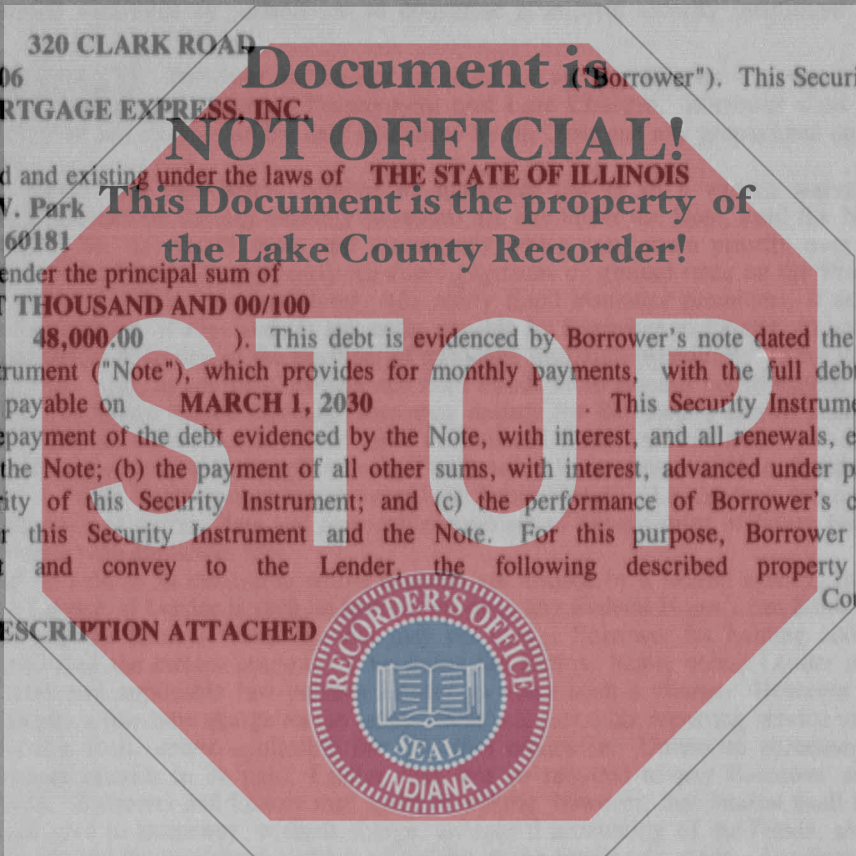 320 CLARK ROAD
Document is
06 ("Borrower"). This Securi
RTGAGE EXPRESS, INC.
NOT OFFICIAL!
d and existing under the laws of THE STATE OF ILLINOIS
V. Park
This Document is the property of
60181
the Lake County Recorder!
ender the principal sum of
T THOUSAND AND 00/100
48,000.00 ). This debt is evidenced by Borrower's note dated the
rument ("Note"), which provides for monthly payments, with the full deb
payable on MARCH 1, 2030 . This Security Instrume
epayment of the debt evidenced by the Note, with interest, and all renewals, e
the Note; (b) the payment of all other sums, with interest, advanced under p
rity of this Security Instrument; and (c) the performance of Borrower's c
r this Security Instrument and the Note. For this purpose, Borrower
t and convey to the Lender, the following described property
Cou
ESCRIPTION ATTACHED
STOP
RECORDER'S OFFICE
SEAL
INDIANA